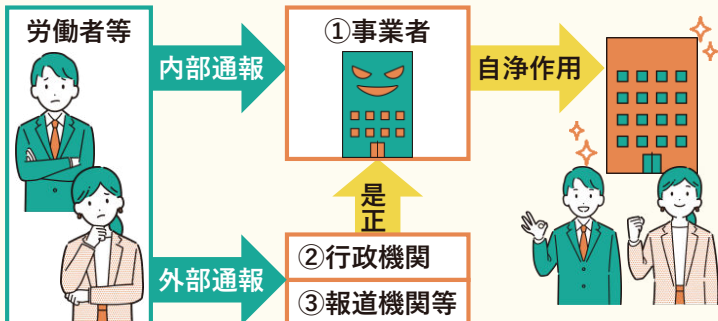 労働者等
内部通報
①事業者
自浄作用
是正
外部通報
②行政機関
③報道機関等